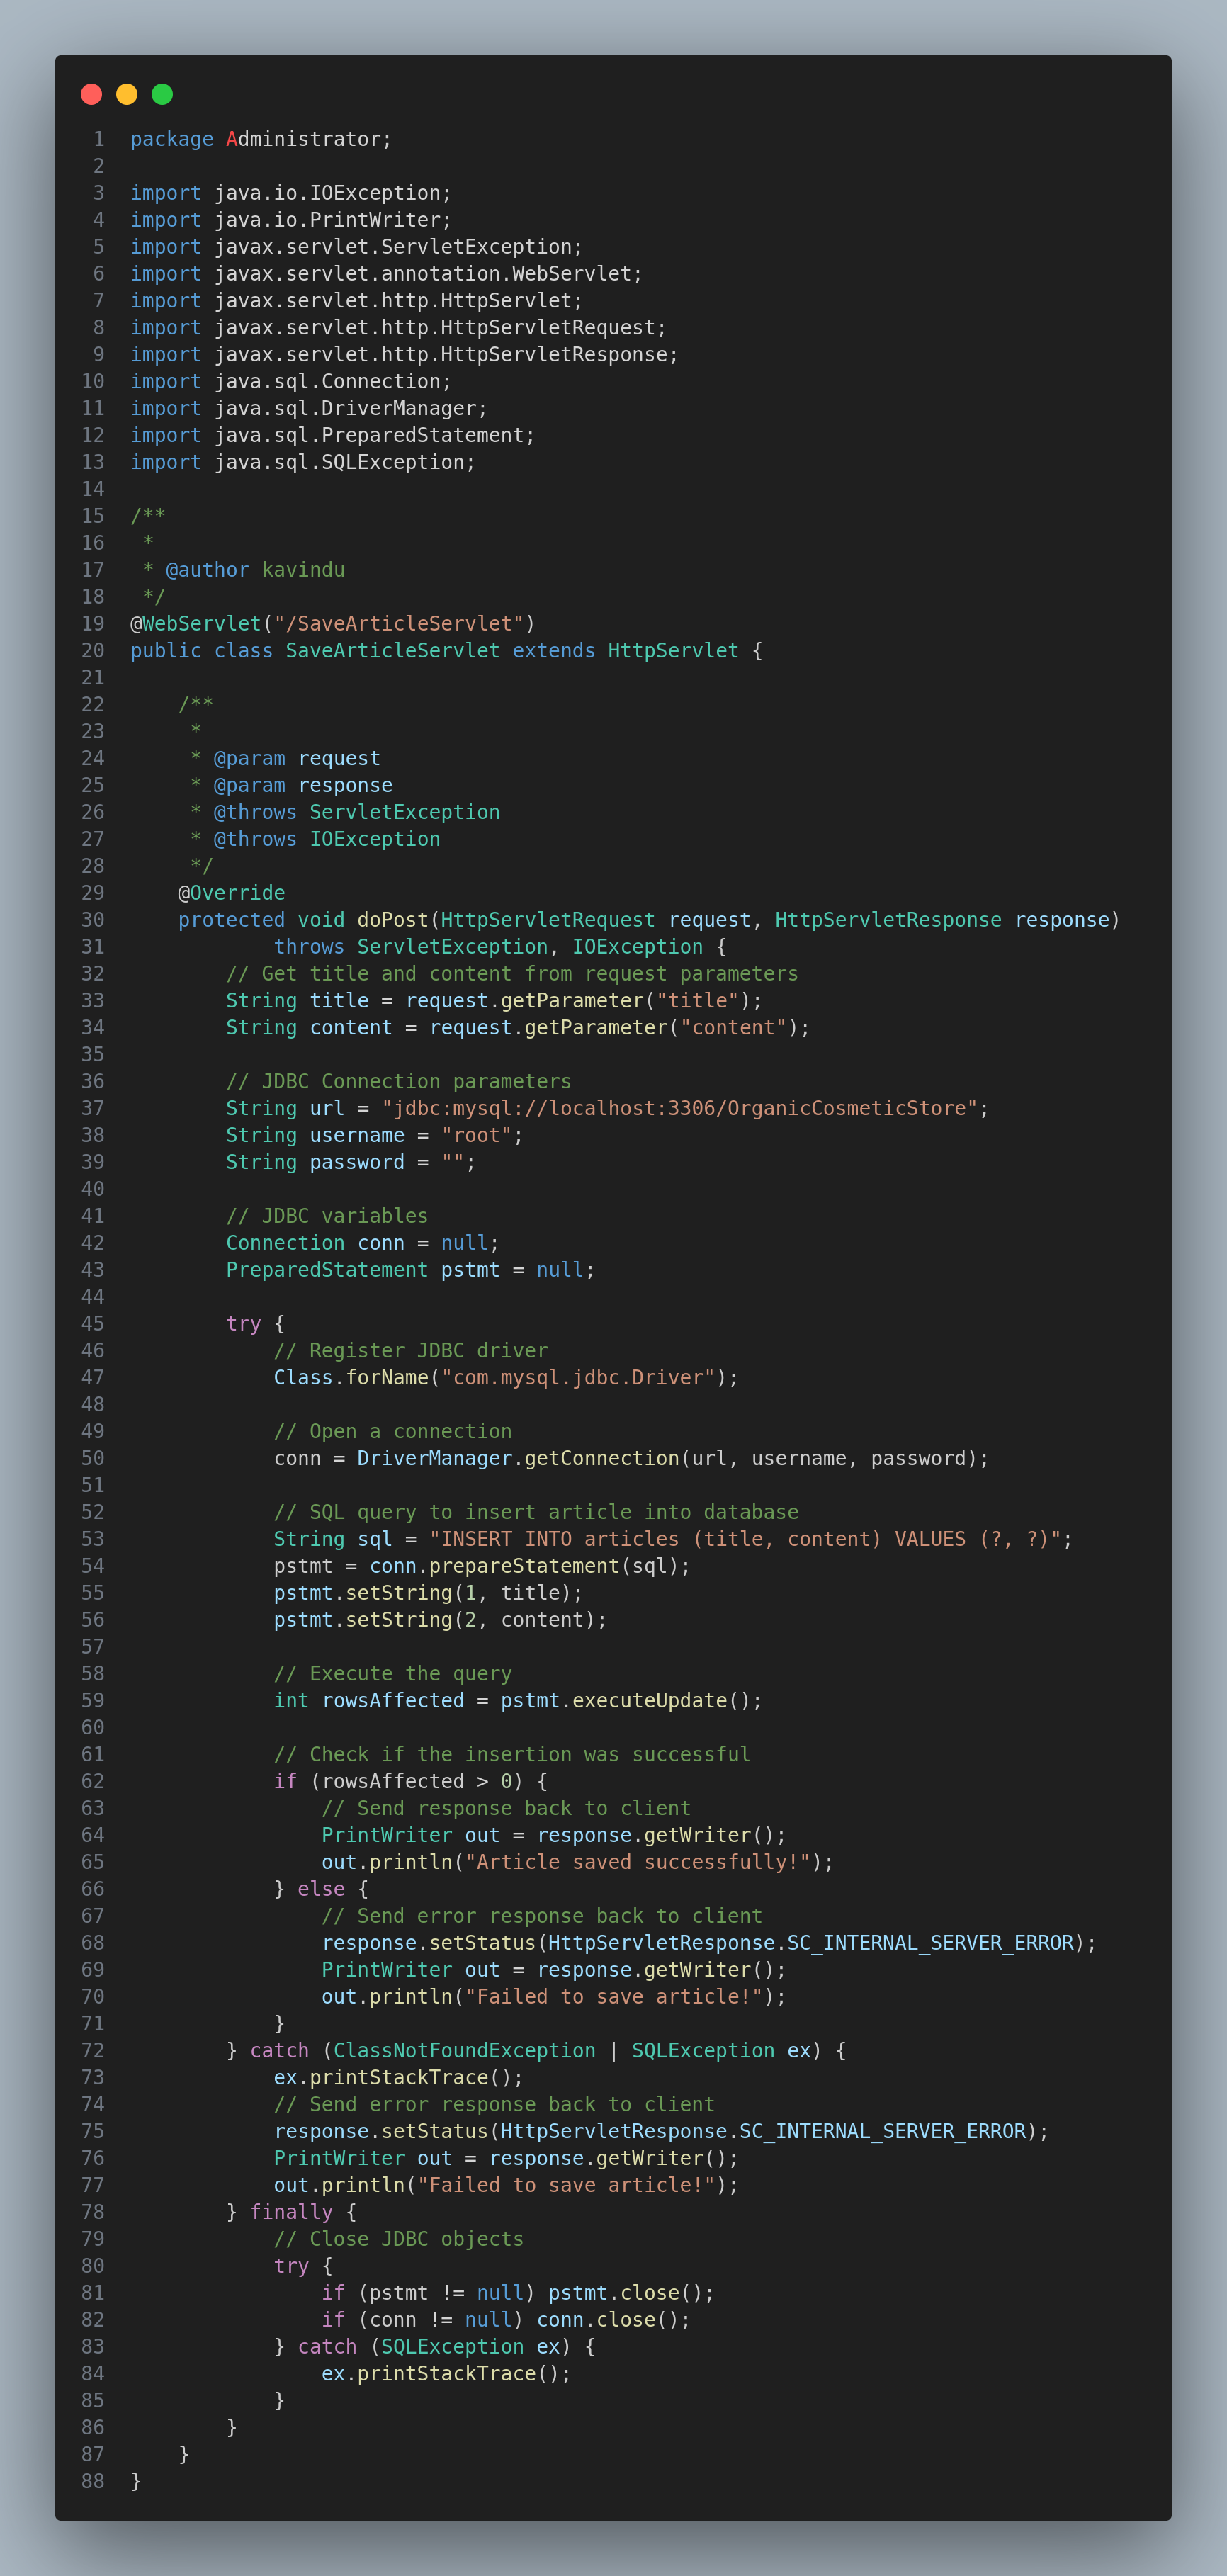 1 package Administrator;
2
3 import java.io.IOException;
4 import java.io.PrintWriter;
5 import javax.servlet.ServletException;
6 import javax.servlet.annotation.WebServlet;
7 import javax.servlet.http.HttpServlet;
8 import javax.servlet.http.HttpServletRequest;
9 import javax.servlet.http.HttpServletResponse;
10 import java.sql.Connection;
11 import java.sql.DriverManager;
12 import java.sql.PreparedStatement;
13 import java.sql.SQLException;
14
15 /**
16  *
17  * @author kavindu
18  */
19 @WebServlet("/SaveArticleServlet")
20 public class SaveArticleServlet extends HttpServlet {
21
22     /**
23      *
24      * @param request
25      * @param response
26      * @throws ServletException
27      * @throws IOException
28      */
29     @Override
30     protected void doPost(HttpServletRequest request, HttpServletResponse response)
31             throws ServletException, IOException {
32         // Get title and content from request parameters
33         String title = request.getParameter("title");
34         String content = request.getParameter("content");
35
36         // JDBC Connection parameters
37         String url = "jdbc:mysql://localhost:3306/OrganicCosmeticStore";
38         String username = "root";
39         String password = "";
40
41         // JDBC variables
42         Connection conn = null;
43         PreparedStatement pstmt = null;
44
45         try {
46             // Register JDBC driver
47             Class.forName("com.mysql.jdbc.Driver");
48
49             // Open a connection
50             conn = DriverManager.getConnection(url, username, password);
51
52             // SQL query to insert article into database
53             String sql = "INSERT INTO articles (title, content) VALUES (?, ?)";
54             pstmt = conn.prepareStatement(sql);
55             pstmt.setString(1, title);
56             pstmt.setString(2, content);
57
58             // Execute the query
59             int rowsAffected = pstmt.executeUpdate();
60
61             // Check if the insertion was successful
62             if (rowsAffected > 0) {
63                 // Send response back to client
64                 PrintWriter out = response.getWriter();
65                 out.println("Article saved successfully!");
66             } else {
67                 // Send error response back to client
68                 response.setStatus(HttpServletResponse.SC_INTERNAL_SERVER_ERROR);
69                 PrintWriter out = response.getWriter();
70                 out.println("Failed to save article!");
71             }
72         } catch (ClassNotFoundException | SQLException ex) {
73             ex.printStackTrace();
74             // Send error response back to client
75             response.setStatus(HttpServletResponse.SC_INTERNAL_SERVER_ERROR);
76             PrintWriter out = response.getWriter();
77             out.println("Failed to save article!");
78         } finally {
79             // Close JDBC objects
80             try {
81                 if (pstmt != null) pstmt.close();
82                 if (conn != null) conn.close();
83             } catch (SQLException ex) {
84                 ex.printStackTrace();
85             }
86         }
87     }
88 }